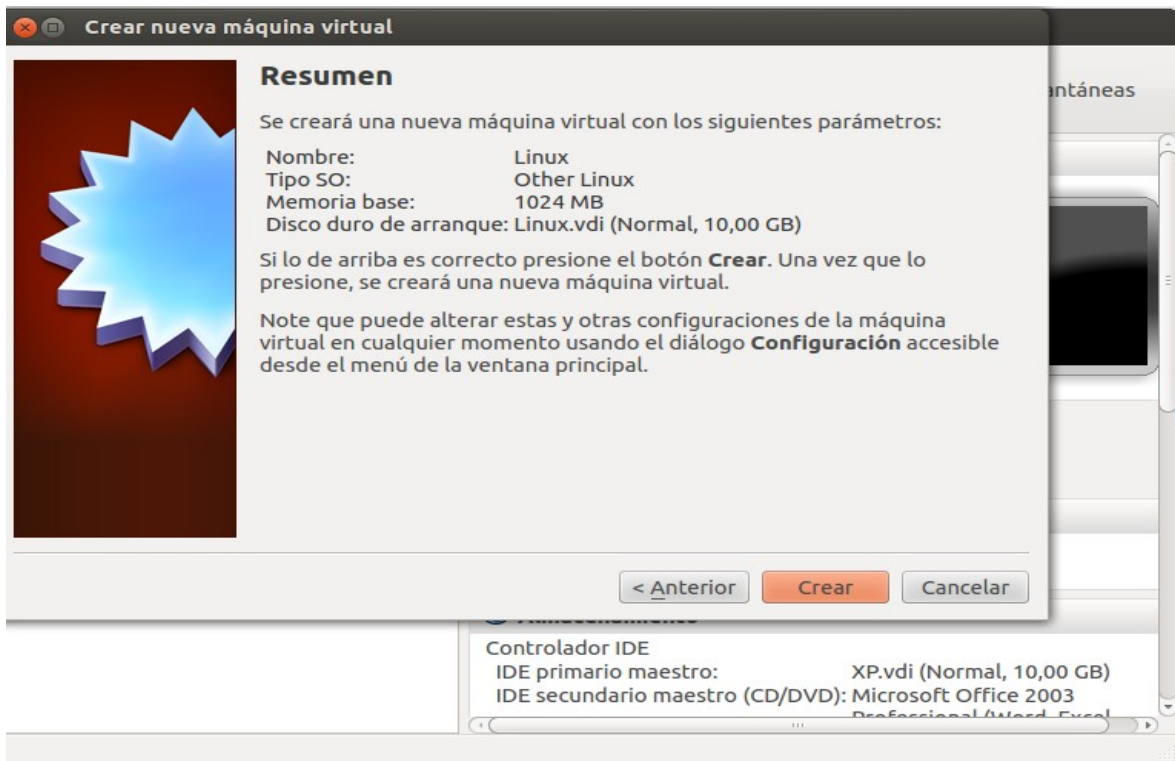 Crear nueva máquina virtual
Resumen
antáneas
Se creará una nueva máquina virtual con los siguientes parámetros:
Nombre: Linux
Tipo SO: Other Linux
Memoria base: 1024 MB
Disco duro de arranque: Linux.vdi (Normal, 10,00 GB)
Si lo de arriba es correcto presione el botón Crear. Una vez que lo
presione, se creará una nueva máquina virtual.
Note que puede alterar estas y otras configuraciones de la máquina
virtual en cualquier momento usando el diálogo Configuración accesible
desde el menú de la ventana principal.
< Anterior Crear Cancelar
Controlador IDE
IDE primario maestro: XP.vdi (Normal, 10,00 GB)
IDE secundario maestro (CD/DVD): Microsoft Office 2003